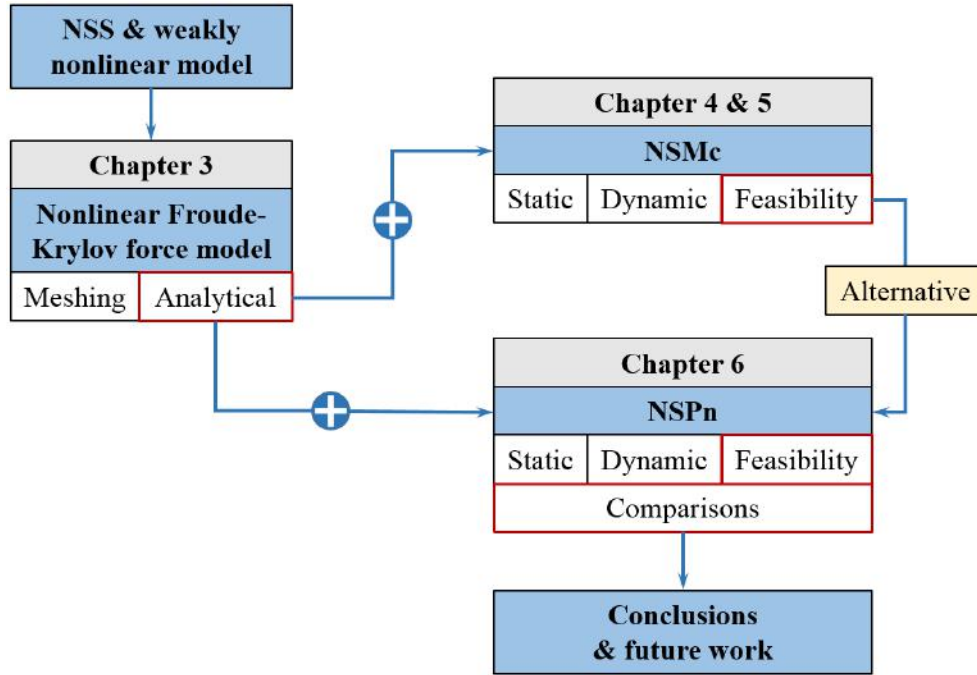 NSS & weakly
nonlinear model
Chapter 3
Nonlinear Froude-
Krylov force model
Meshing
Analytical
Chapter 4 & 5
NSMc
Static
Dynamic
Feasibility
Alternative
Chapter 6
NSPn
Static
Dynamic
Feasibility
Comparisons
Conclusions
& future work